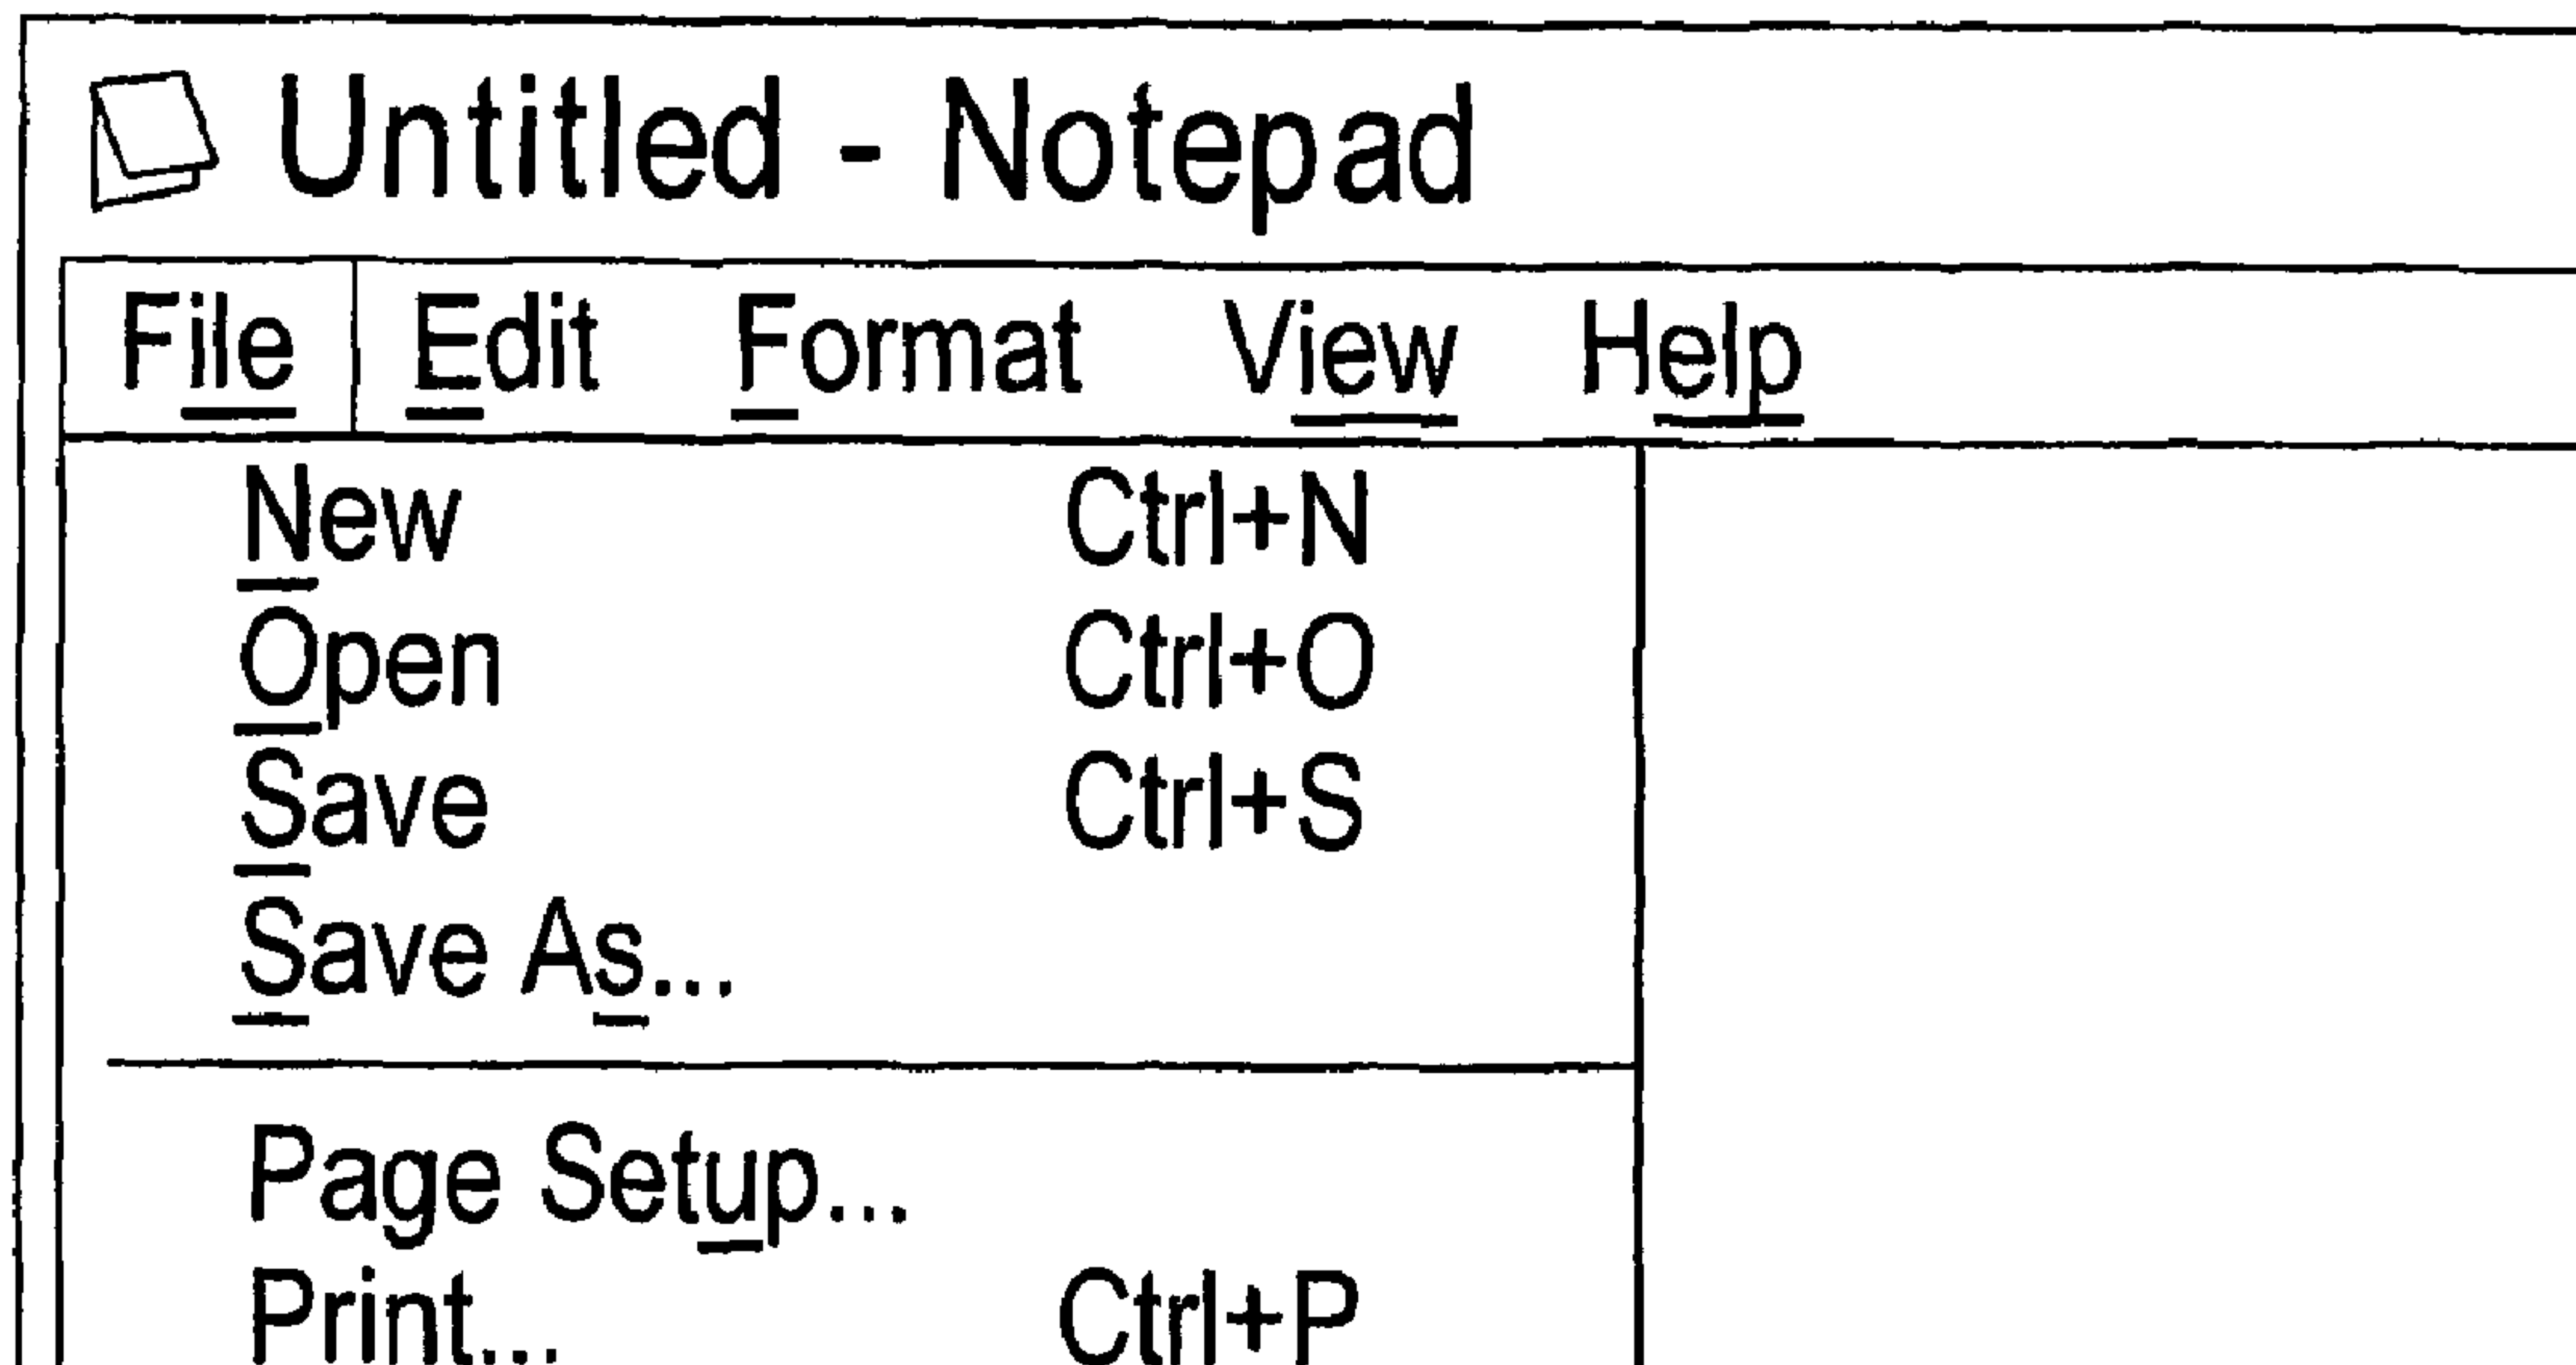 Untitled - Notepad
File Edit Format View Help
New Ctrl+N
Open Ctrl+O
Save Ctrl+S
Save As...
Page Setup...
Print... Ctrl+P